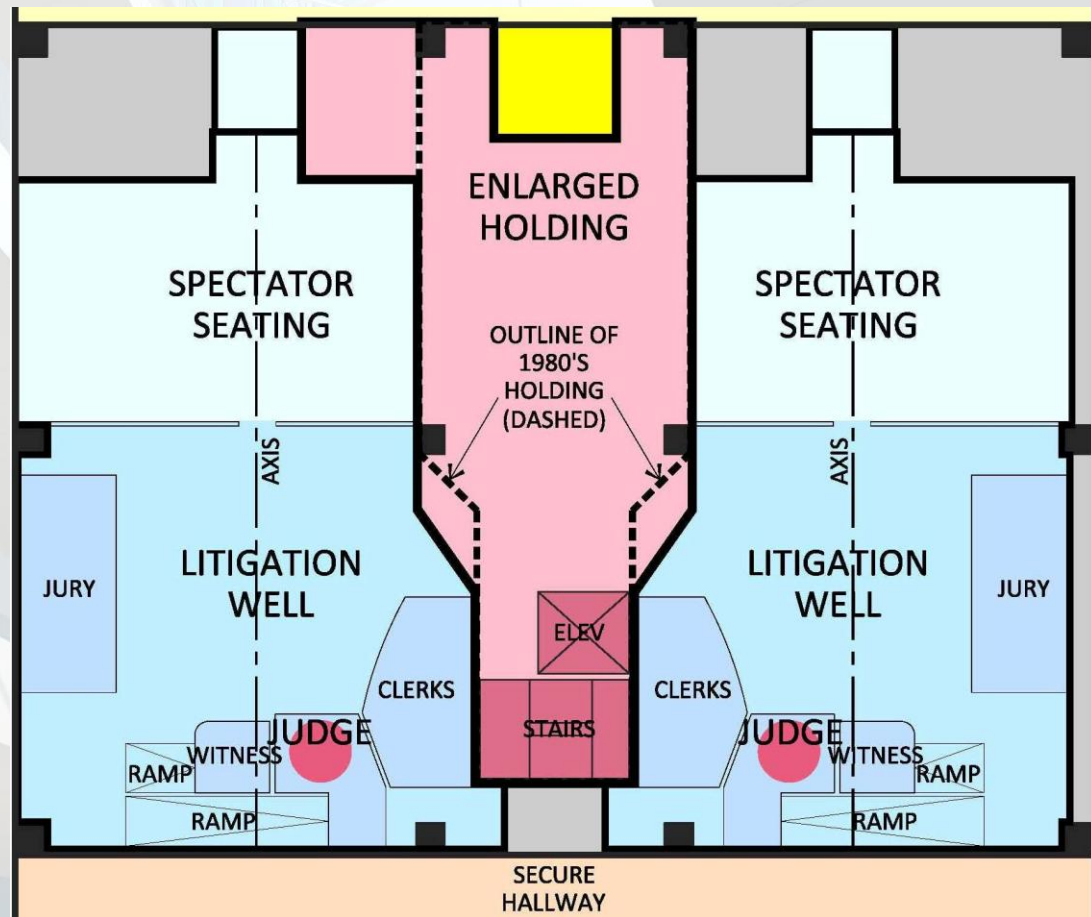 ENLARGED
HOLDING
SPECTATOR
SEATING
SPECTATOR
SEATING
OUTLINE OF
1980'S
HOLDING
(DASHED)
AXIS
AXIS
LITIGATION
WELL
LITIGATION
WELL
JURY
JURY
ELEV
CLERKS
CLERKS
STAIRS
JUDGE
JUDGE
WITNESS
WITNESS
RAMP
RAMP
RAMP
RAMP
SECURE
HALLWAY